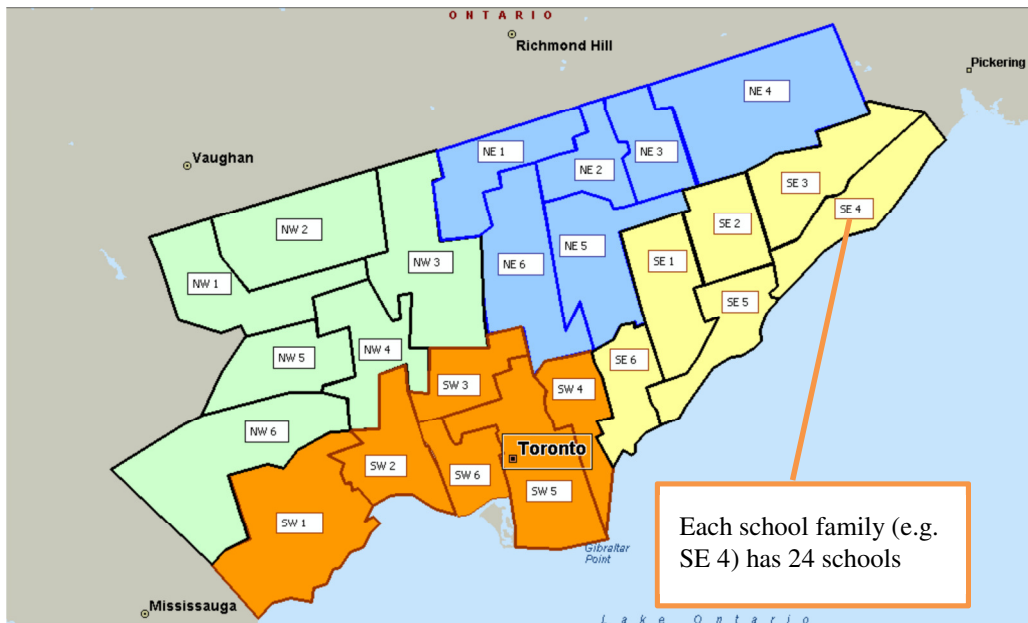 ONTARIO
Richmond Hill
Pickering
NE 4
NE 1
NE 3
Vaughan
NE 2
SE 3
SE 4
SE 2
NW 2
NE 5
NW 3
NE 6
SE 1
NW 1
SE 5
NW 4
NW 5
SE 6
SW 3
SW 4
NW 6
Toronto
SW 2
SW 6
SW 5
SW 1
Each school family (e.g.
SE 4) has 24 schools
Gibraltar
Point
Mississauga
Lake Ontario